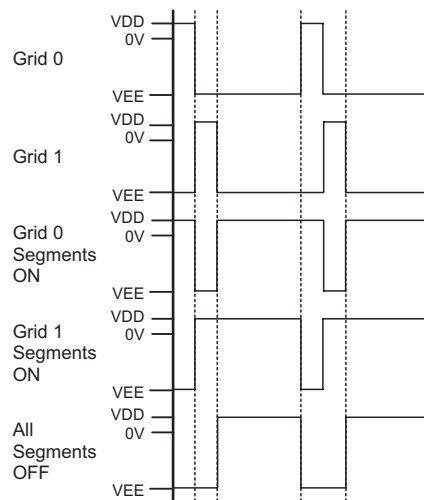 VDD
0V
Grid 0
VEE
VDD
0V
Grid 1
VEE
VDD
0V
Grid 0
Segments
ON
VEE
VDD
0V
Grid 1
Segments
ON
VEE
VDD
0V
All
Segments
OFF
VEE